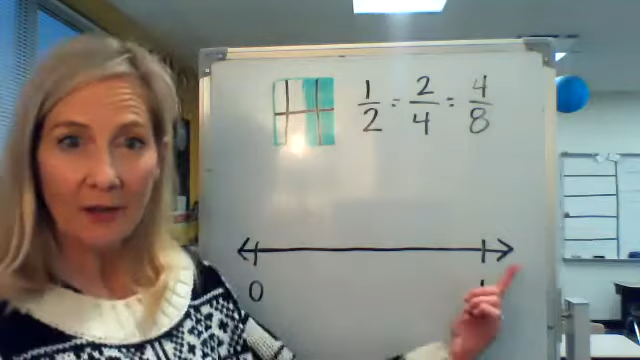 1/2 = 2/4 = 4/8
0